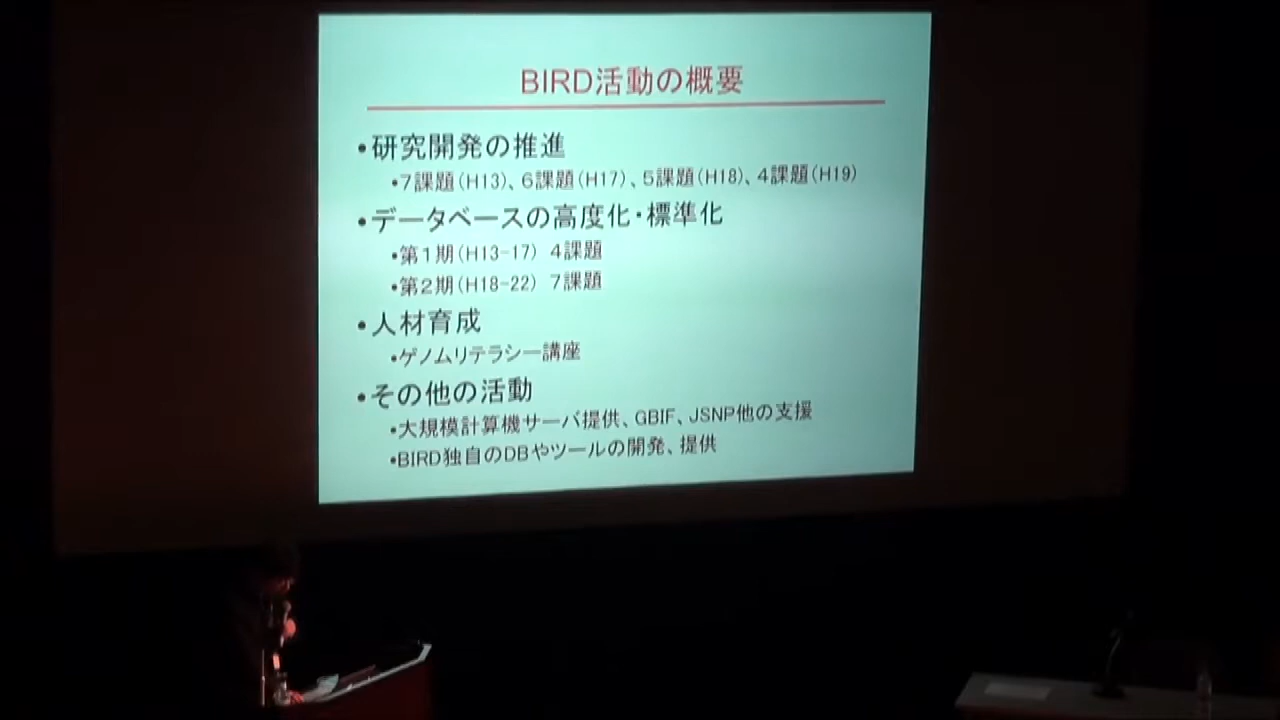 BIRD活動の概要
•研究開発の推進
•7課題(H13)、6課題(H17)、5課題(H18)、4課題(H19)
•データベースの高度化・標準化
•第1期(H13-17) 4課題
•第2期(H18-22) 7課題
•人材育成
•ゲノムリテラシー講座
•その他の活動
•大規模計算機サーバ提供、GBIF、JSNP他の支援
•BIRD独自のDBやツールの開発、提供